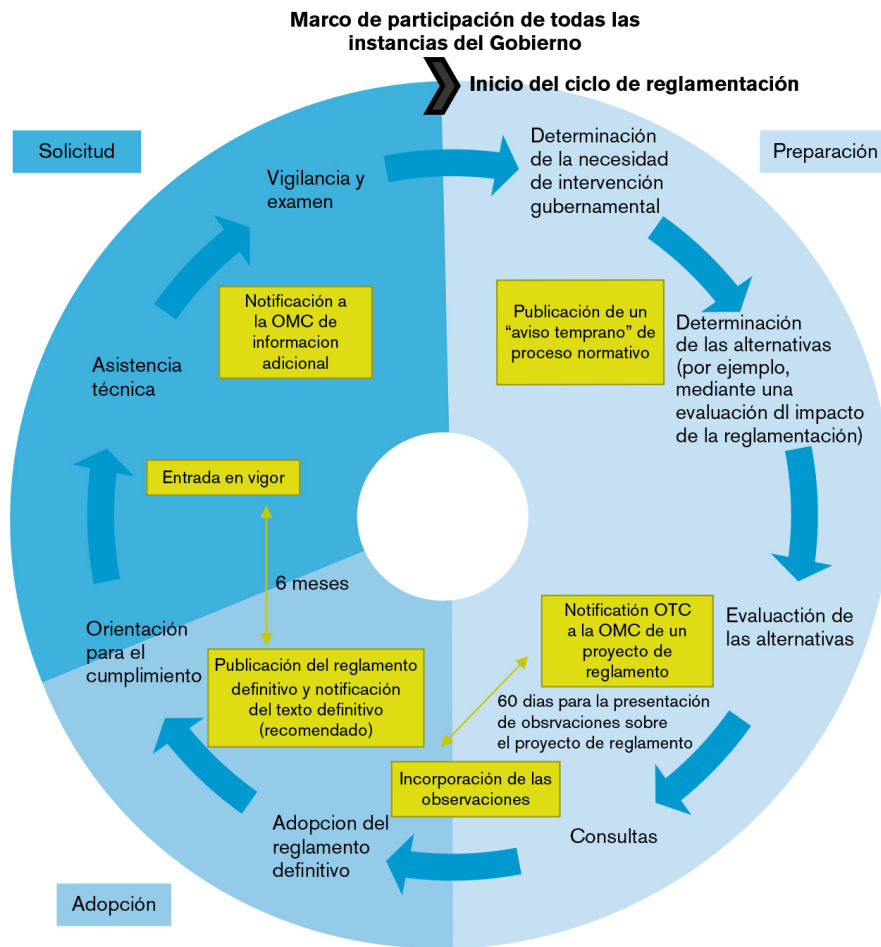 Marco de participación de todas las
instancias del Gobierno
Inicio del ciclo de reglamentación
Solicitud
Preparación
Determinación
de la necesidad
de intervención
gubernamental
Publicación de un
“aviso temprano” de
proceso normativo
Determinación
de las alternativas
(por ejemplo,
mediante una
evaluación dl impacto
de la reglamentación)
Evaluactión de
las alternativas
Notificatión OTC
a la OMC de un
proyecto de
reglamento
60 dias para la presentación
de obsrvaciones sobre
el proyecto de reglamento
Consultas
Incorporación de las
observaciones
Adopcion del
reglamento
definitivo
Adopción
Publicación del reglamento
definitivo y notificación
del texto definitivo
(recomendado)
6 meses
Orientación
para el
cumplimiento
Entrada en vigor
Asistencia
técnica
Notificación a
la OMC de
informacion
adicional
Vigilancia y
examen